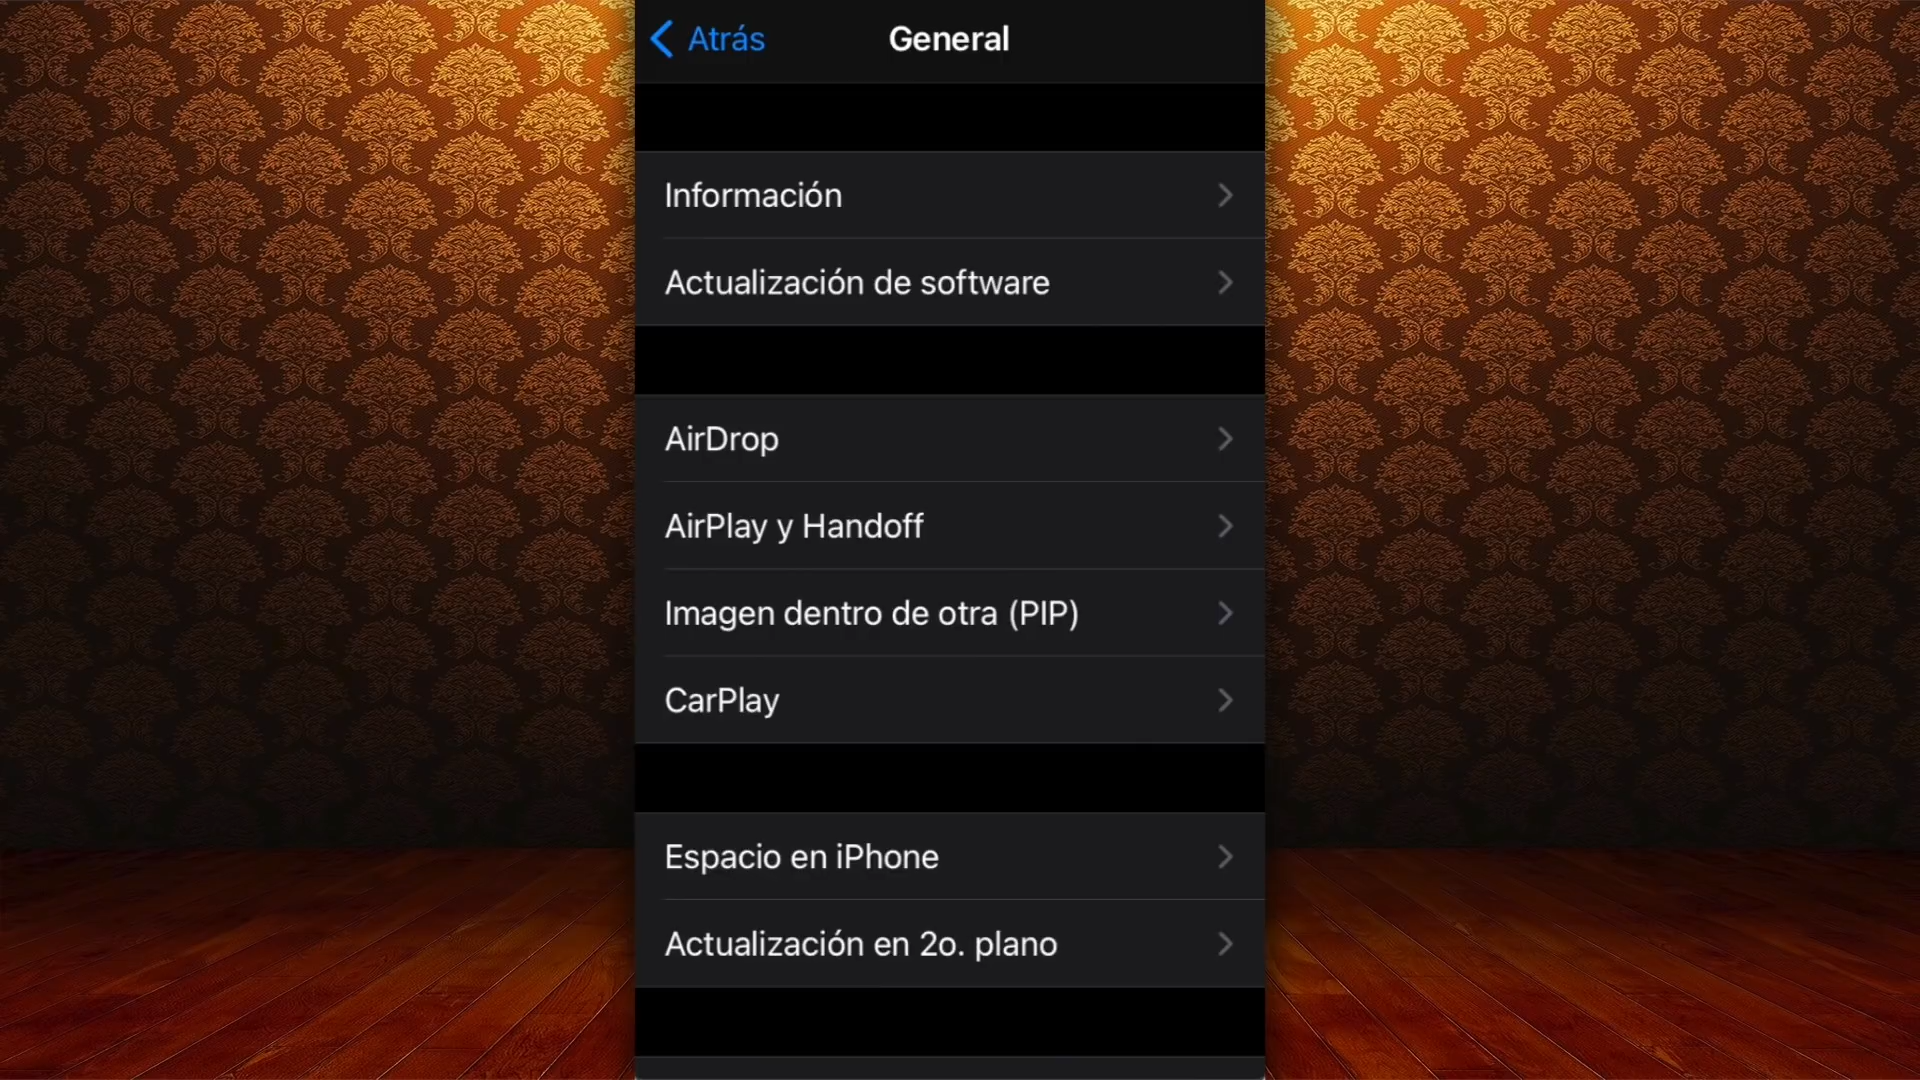 Atrás
General
Información
Actualización de software
AirDrop
AirPlay y Handoff
Imagen dentro de otra (PIP)
CarPlay
Espacio en iPhone
Actualización en 2o. plano